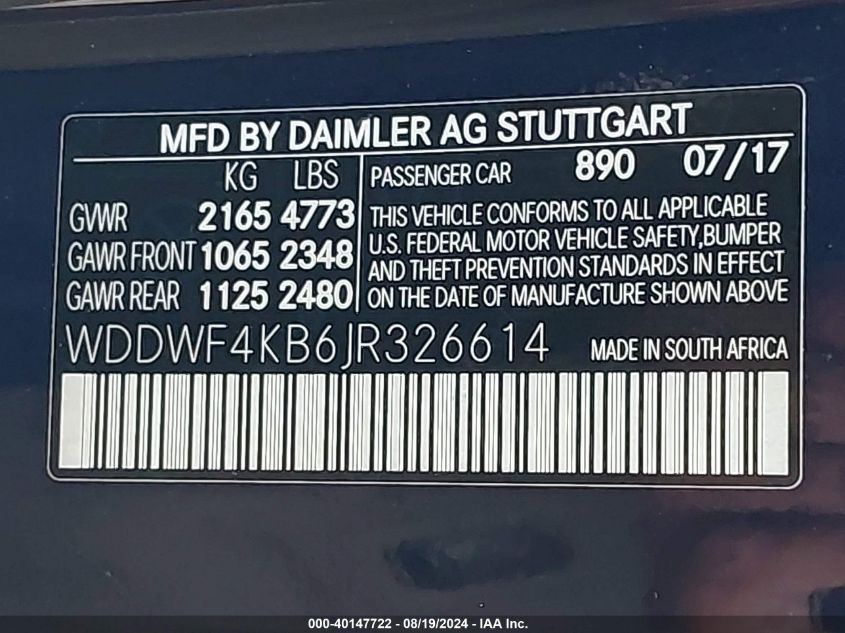 MFD BY DAIMLER AG STUTTGART
KG LBS
GVWR 2165 4773
GAWR FRONT 1065 2348
GAWR REAR 1125 2480
PASSENGER CAR 890 07/17
THIS VEHICLE CONFORMS TO ALL APPLICABLE
U.S. FEDERAL MOTOR VEHICLE SAFETY,BUMPER
AND THEFT PREVENTION STANDARDS IN EFFECT
ON THE DATE OF MANUFACTURE SHOWN ABOVE
WDDWF4KB6JR326614 MADE IN SOUTH AFRICA
000-40147722 - 08/19/2024 - IAA Inc.